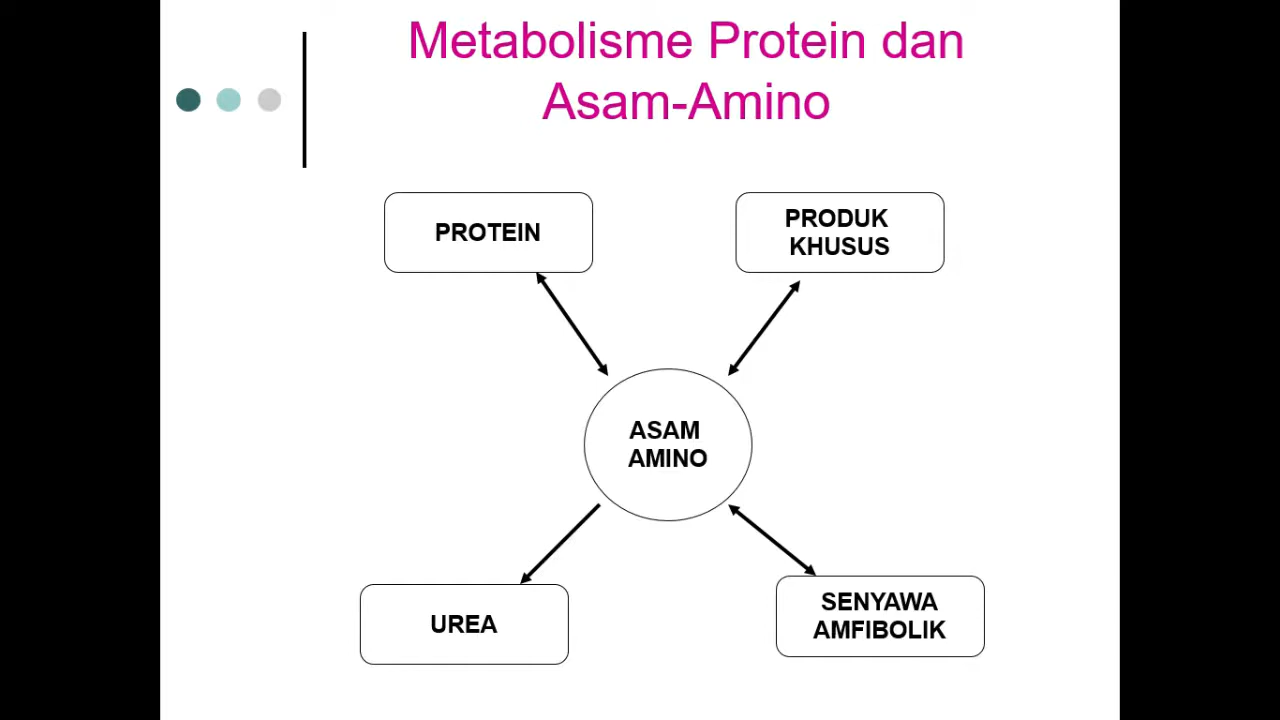 Metabolisme Protein dan
Asam-Amino
PROTEIN
PRODUK
KHUSUS
ASAM
AMINO
UREA
SENYAWA
AMFIBOLIK